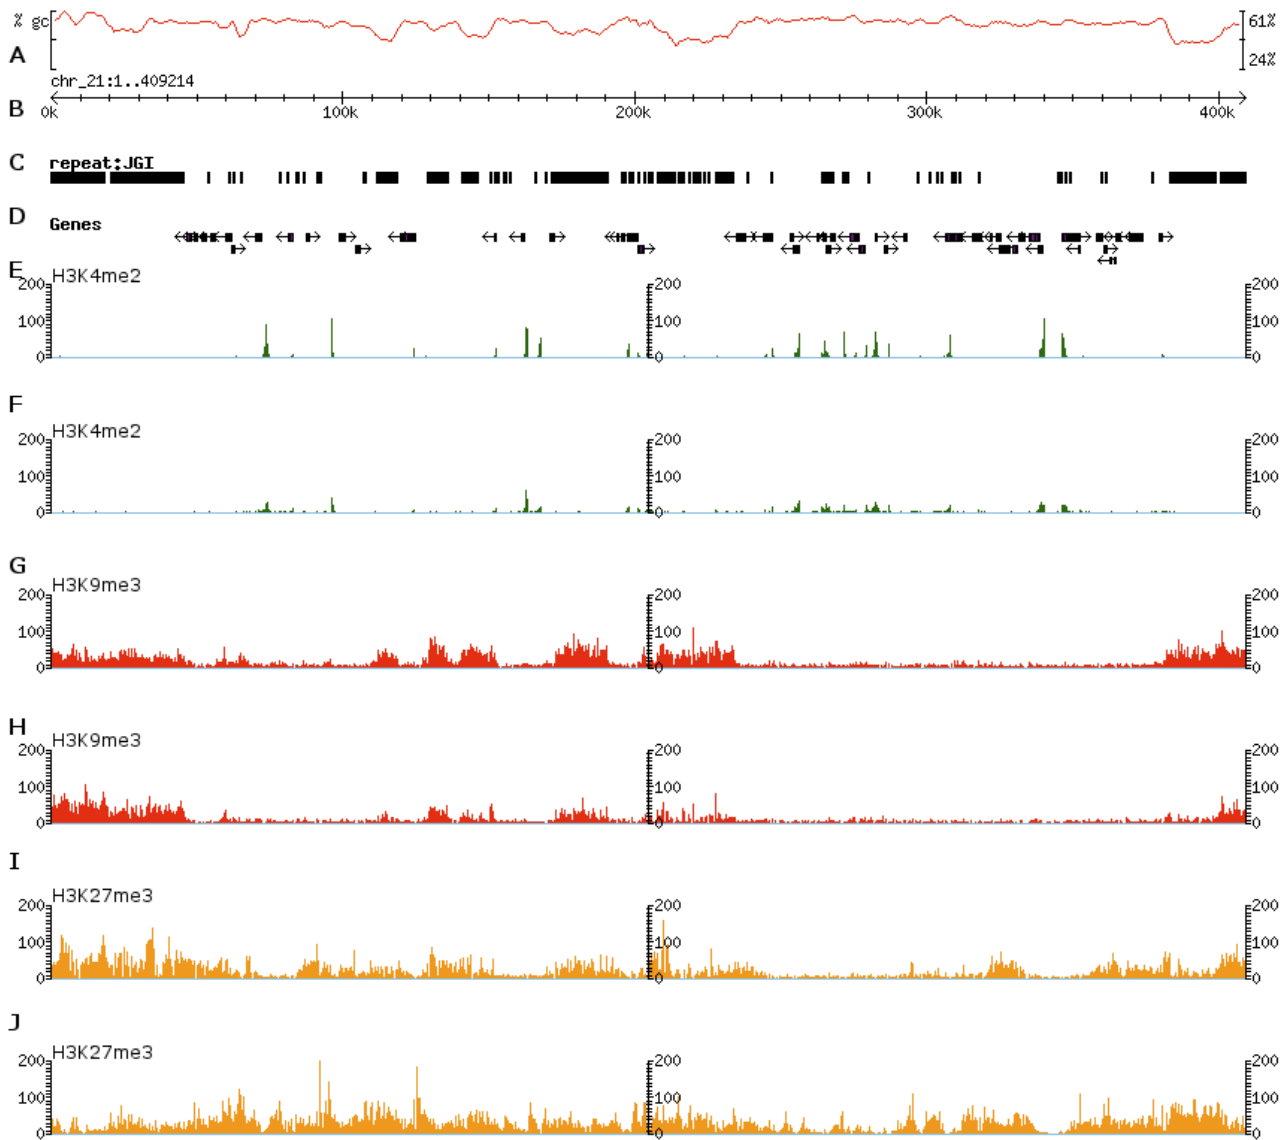 % gc
61%
A
24%
chr_21:1..409214
B
0k 100k 200k 300k 400k
C repeat:JGI
D Genes
E H3K4me2
200 200 200
100 100 100
0 0 0
F
H3K4me2
200 200 200
100 100 100
0 0 0
G H3K9me3
200 200 200
100 100 100
0 0 0
H H3K9me3
200 200 200
100 100 100
0 0 0
I
H3K27me3
200 200 200
100 100 100
0 0 0
J
H3K27me3
200 200 200
100 100 100
0 0 0